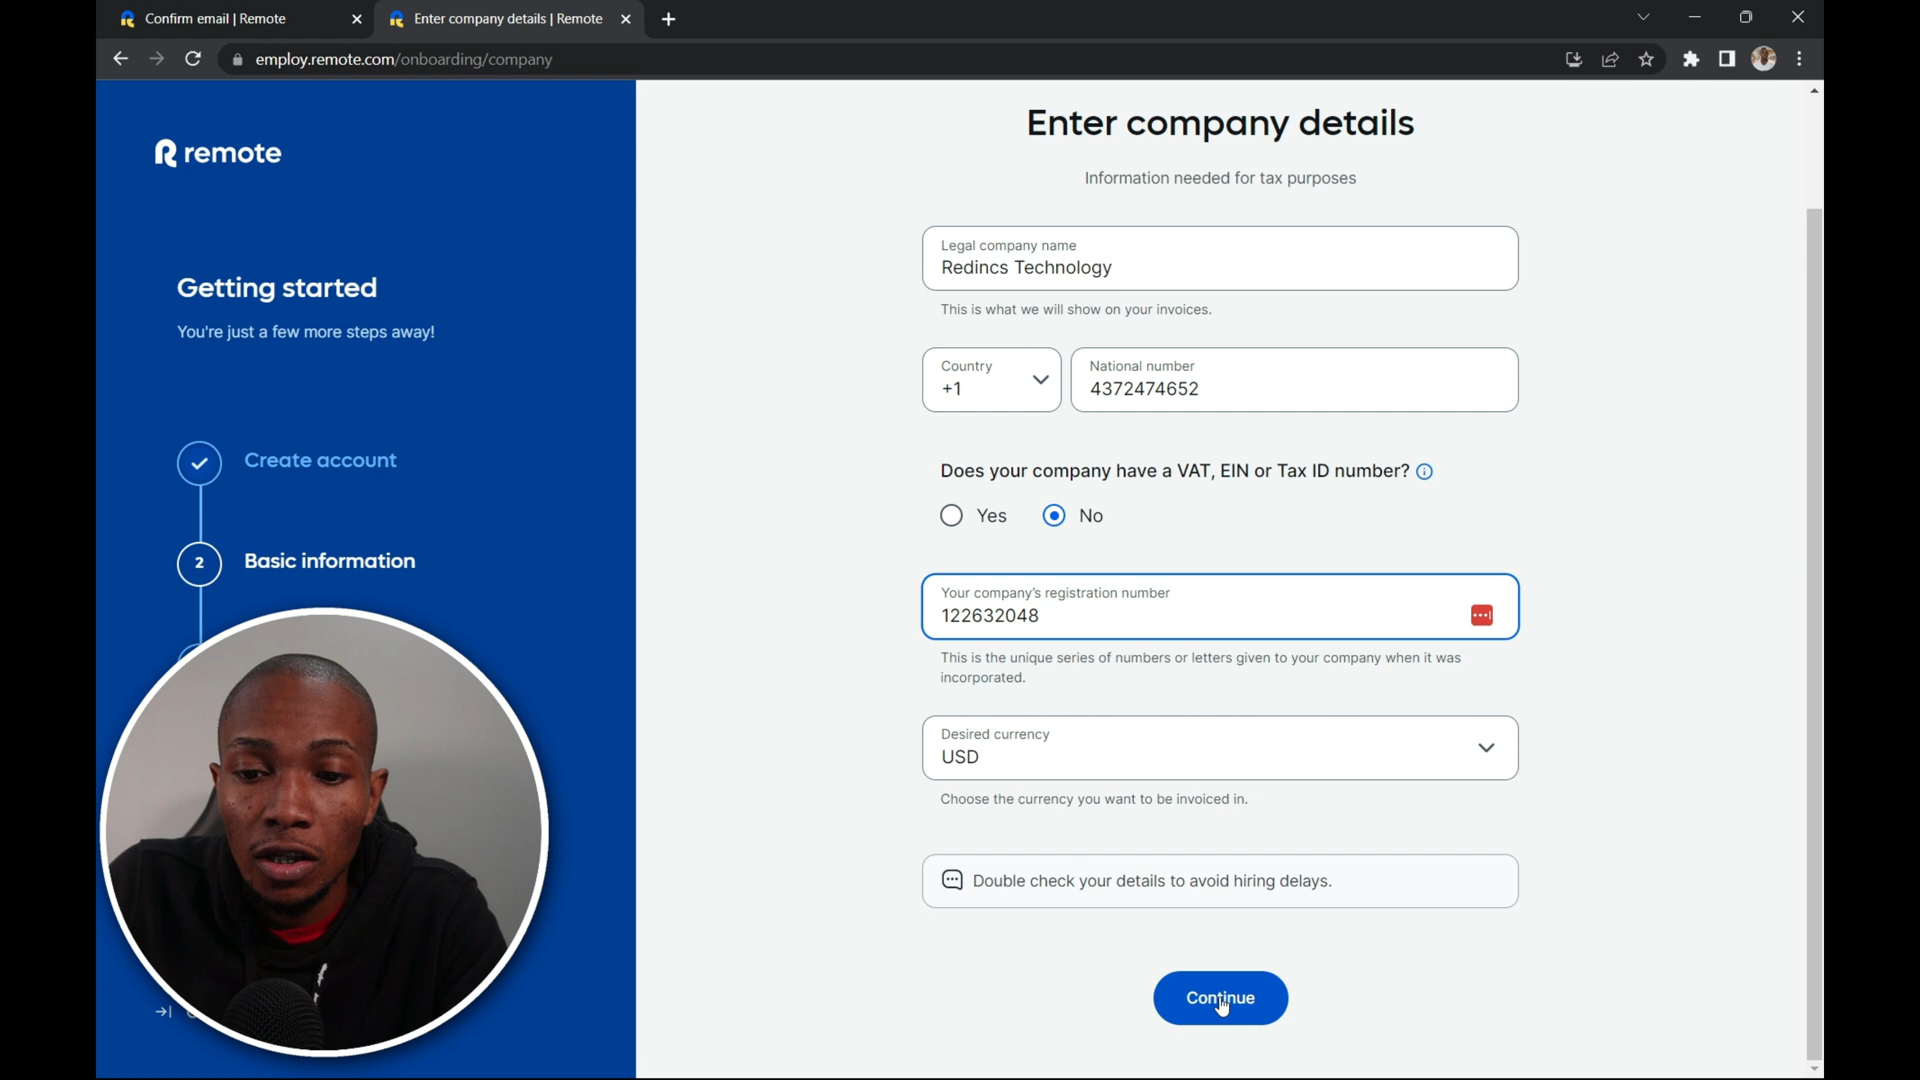 Confirm email | Remote
Enter company details | Remote
employ.remote.com/onboarding/company
remote
Getting started
You're just a few more steps away!
Create account
2
Basic information
Enter company details
Information needed for tax purposes
Legal company name
Redincs Technology
This is what we will show on your invoices.
Country
+1
National number
4372474652
Does your company have a VAT, EIN or Tax ID number?
Yes
No
Your company's registration number
122632048
This is the unique series of numbers or letters given to your company when it was
incorporated.
Desired currency
USD
Choose the currency you want to be invoiced in.
Double check your details to avoid hiring delays.
Continue